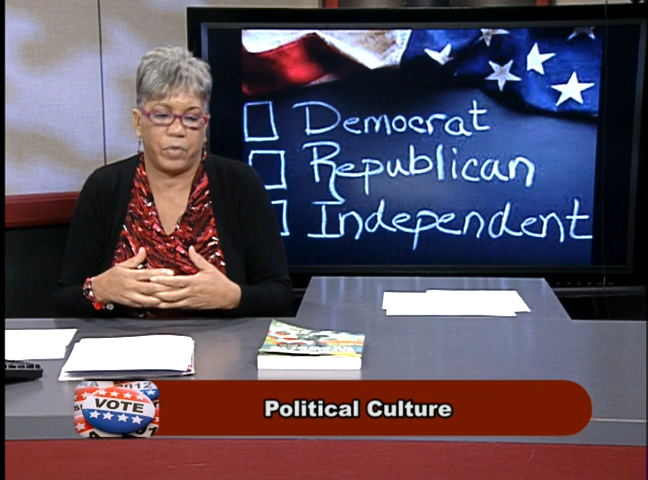 Democrat
Republican
Independent
VOTE
Political Culture